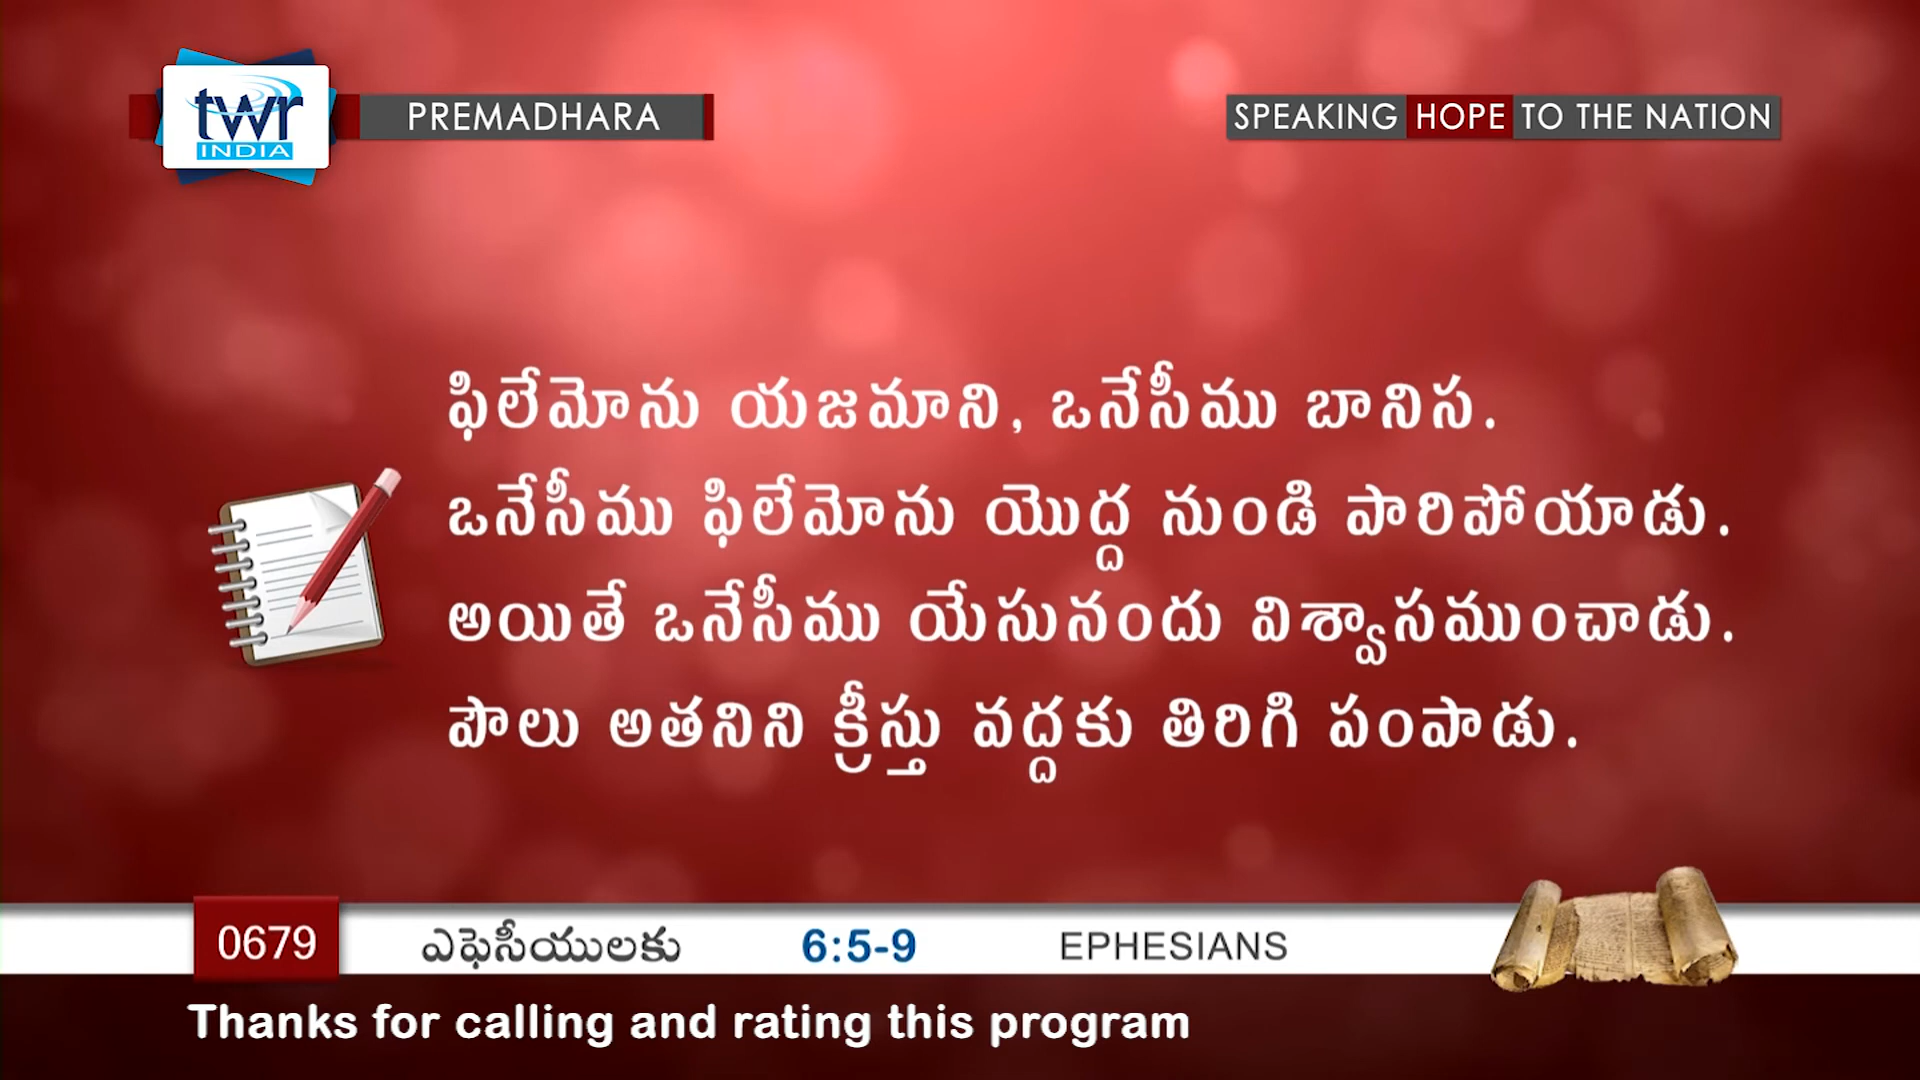 twr
INDIA
PREMADHARA
SPEAKING HOPE TO THE NATION
ఫిలేమోను యజమాని, ఒనేసీము బానిస.
ఒనేసీము ఫిలేమోను యొద్ద నుండి పారిపోయాడు.
అయితే ఒనేసీము యేసునందు విశ్వాసముంచాడు.
పౌలు అతనిని క్రీస్తు వద్దకు తిరిగి పంపాడు.
0679 ఎఫెసీయులకు 6:5-9 EPHESIANS
Thanks for calling and rating this program